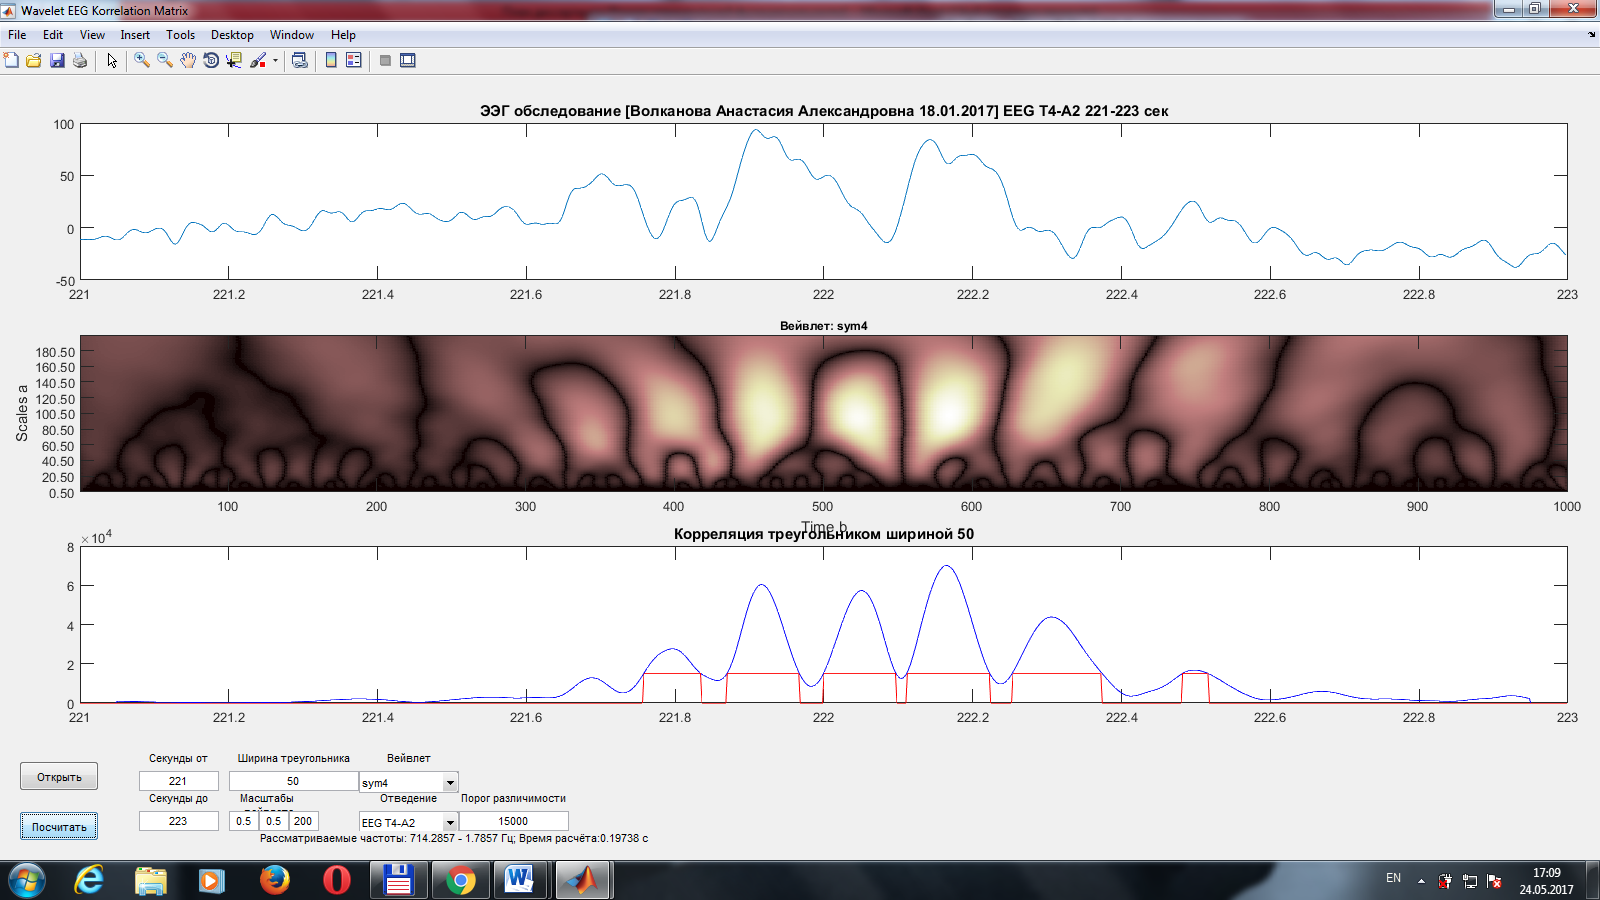 Wavelet EEG Korrelation Matrix
File Edit View Insert Tools Desktop Window Help
ЭЭГ обследование [Волканова Анастасия Александровна 18.01.2017] EEG T4-A2 221-223 сек
100
50
0
-50
221 221.2 221.4 221.6 221.8 222 222.2 222.4 222.6 222.8 223
Вейвлет: sym4
Scales a
180.50
160.50
140.50
120.50
100.50
80.50
60.50
40.50
20.50
0.50
100 200 300 400 500 600 700 800 900 1000
Time b
Корреляция треугольником шириной 50
×10^4
8
6
4
2
0
221 221.2 221.4 221.6 221.8 222 222.2 222.4 222.6 222.8 223
Открыть
Посчитать
Секунды от Ширина треугольника Вейвлет
221 50 sym4
Секунды до Масштабы Отведение Порог различимости
223 0.5 0.5 200 EEG T4-A2 15000
Рассматриваемые частоты: 714.2857 - 1.7857 Гц; Время расчёта:0.19738 с
EN 17:09
24.05.2017